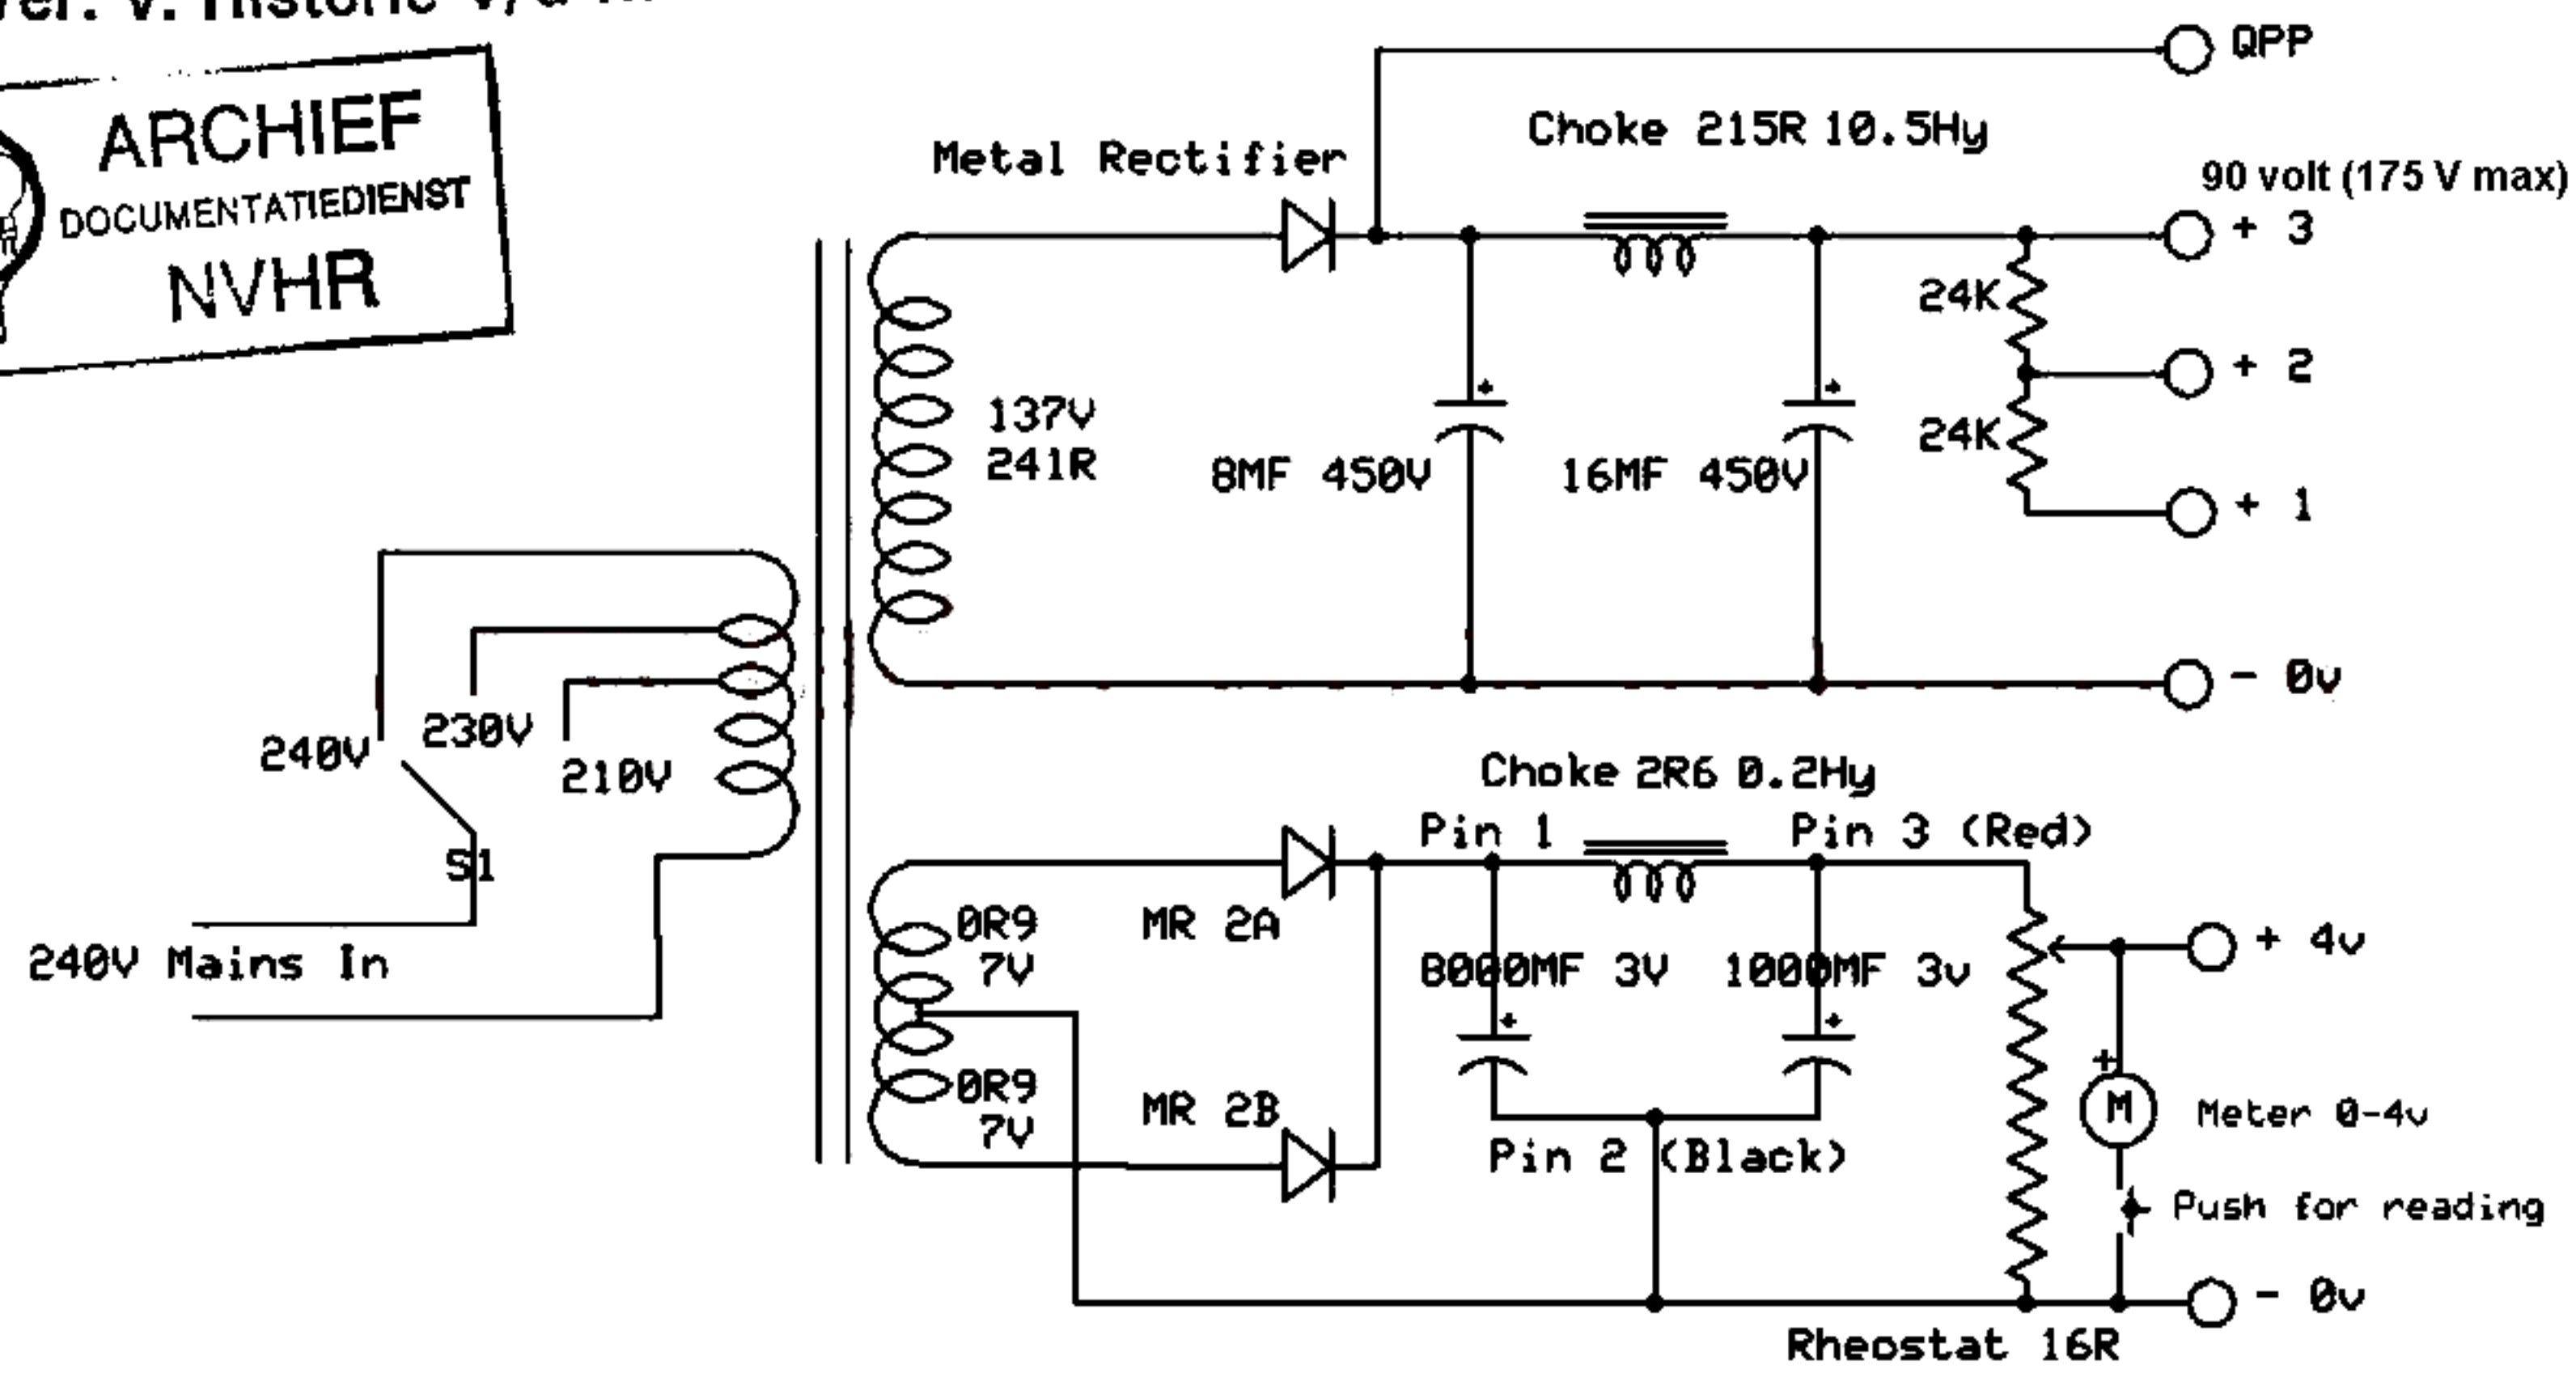 v. Historie v/d
ARCHIEF
DOCUMENTATIEDIENST
NVHR
QPP
Choke 215R 10.5Hy
Metal Rectifier
90 volt (175 V max)
+ 3
24K
+ 2
137V
241R
24K
8MF 450V
16MF 450V
+ 1
- 0v
240V
230V
210V
S1
240V Mains In
Choke 2R6 0.2Hy
Pin 1
Pin 3 (Red)
MR 2A
0R9
7V
8000MF 3V
1000MF 3v
+ 4v
0R9
7V
MR 2B
+
M
Meter 0-4v
Pin 2 (Black)
Push for reading
- 0v
Rheostat 16R